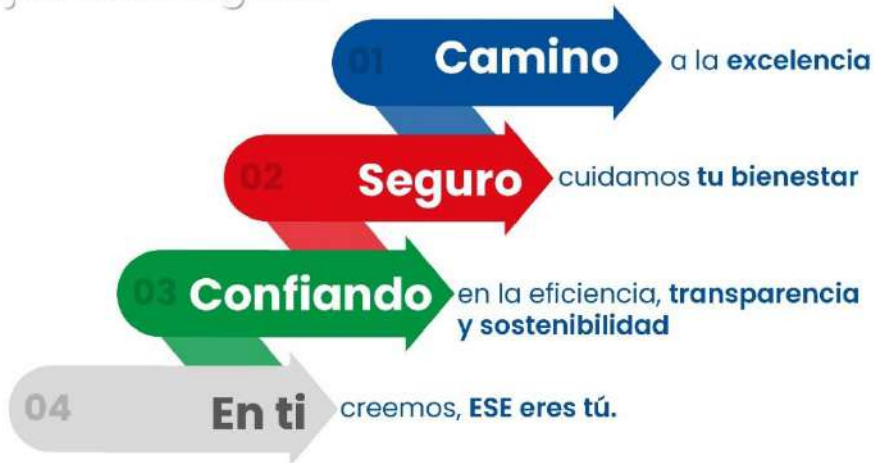 01 Camino a la excelencia
02 Seguro cuidamos tu bienestar
03 Confiando en la eficiencia, transparencia
y sostenibilidad
04 En ti creemos, ESE eres tú.